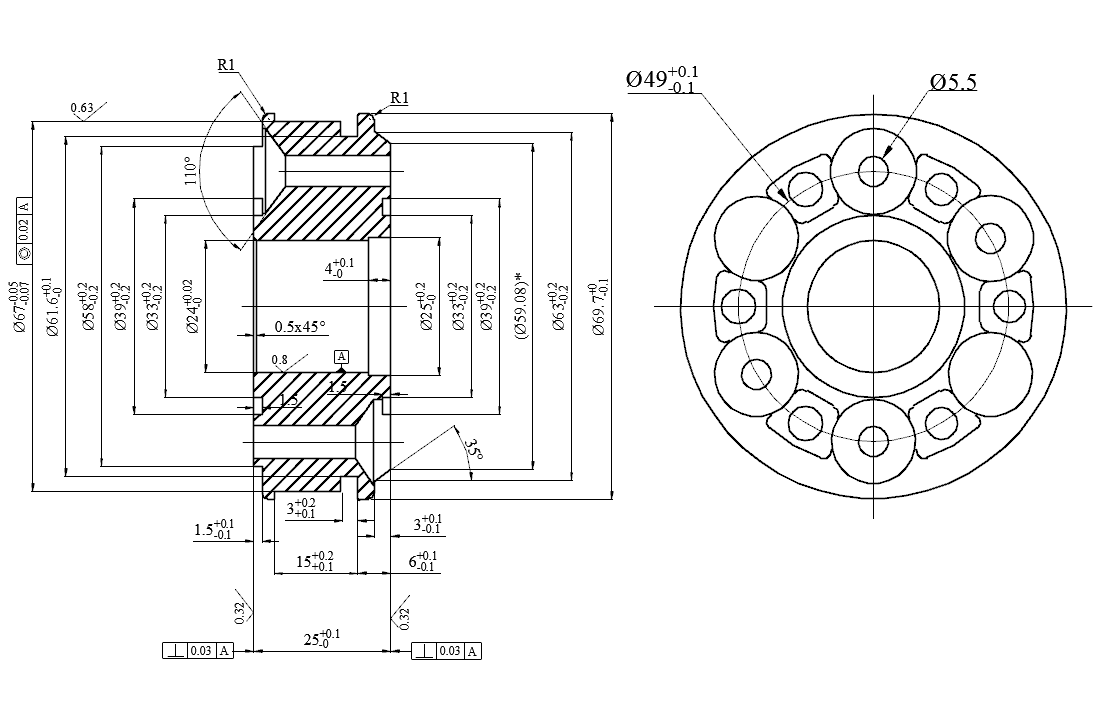 R1
R1
0.63
110°
◎ 0.02 A
Ø67-0.05-0.07
Ø61.6+0.1-0
Ø58+0.2-0.2
Ø39+0.2-0.2
Ø33+0.2-0.2
Ø24+0.02-0
4+0.1-0
0.5x45°
0.8
A
1.5
1.5
Ø25+0.2-0
Ø33+0.2-0.2
Ø39+0.2-0.2
(Ø59.08)*
Ø63+0.2-0.2
Ø69.7+0-0.1
35°
3+0.2+0.1
1.5+0.1-0.1
3+0.1-0.1
15+0.2+0.1
6+0.1-0.1
0.32
0.32
25+0.1-0
⊥ 0.03 A
⊥ 0.03 A
Ø49+0.1-0.1
Ø5.5